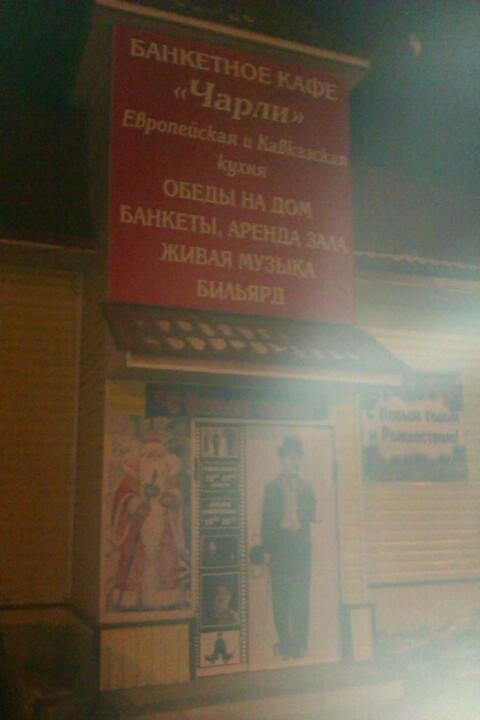 БАНКЕТНОЕ КАФЕ
«Чарли»
Европейская и Кавказская
кухня
ОБЕДЫ НА ДОМ
БАНКЕТЫ, АРЕНДА ЗАЛА
ЖИВАЯ МУЗЫКА
БИЛЬЯРД
С Новым годом
и Рождеством!